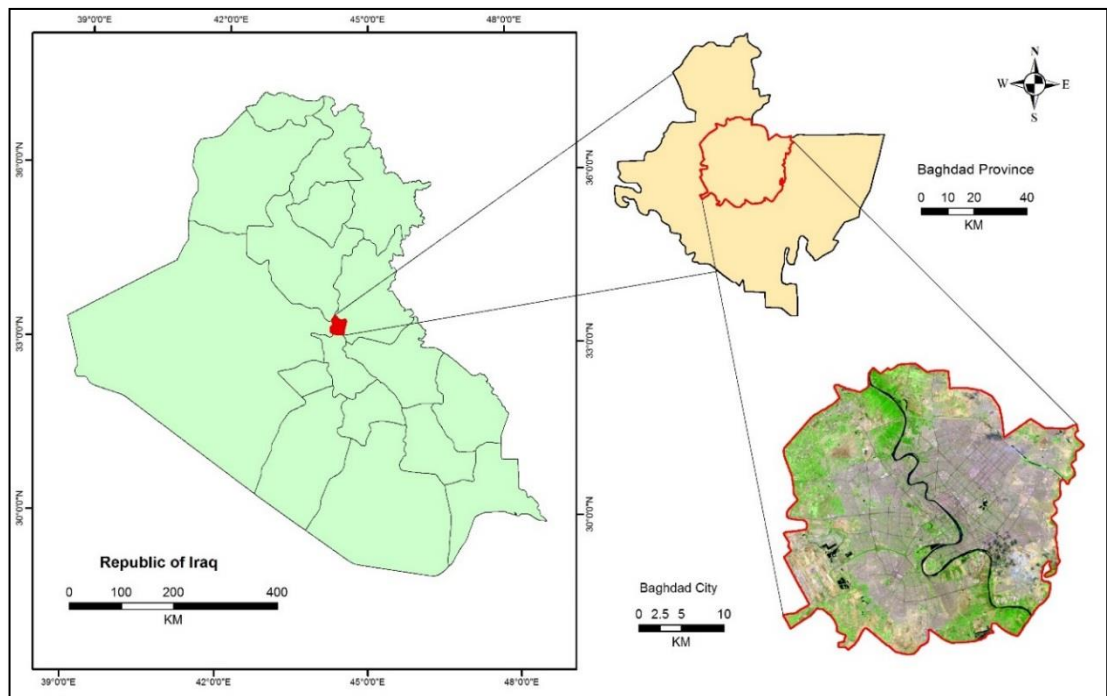 39°0'0"E 42°0'0"E 45°0'0"E 48°0'0"E
36°0'0"N
33°0'0"N
30°0'0"N
Republic of Iraq
0 100 200 400
KM
36°0'0"N
33°0'0"N
30°0'0"N
39°0'0"E 42°0'0"E 45°0'0"E 48°0'0"E
N
W E
S
Baghdad Province
0 10 20 40
KM
Baghdad City
0 2.5 5 10
KM